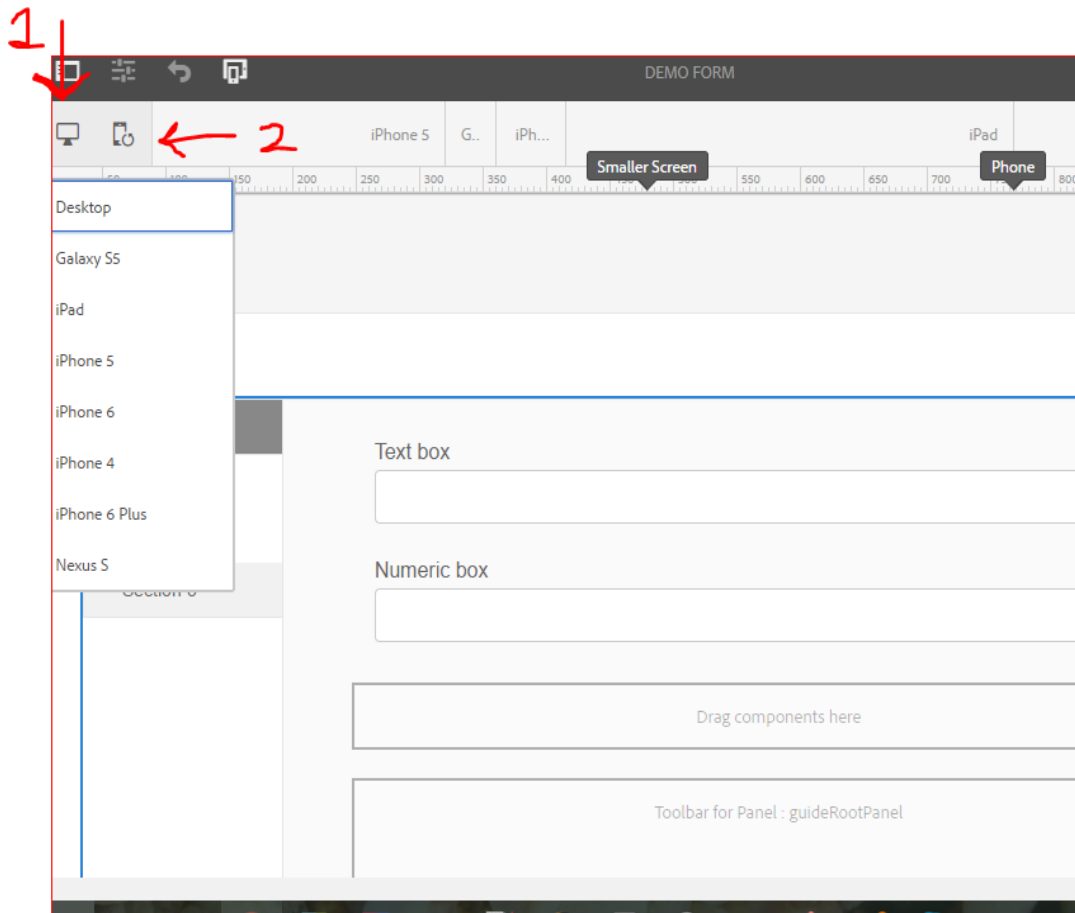 1
DEMO FORM
2
iPhone 5 G.. iPh... iPad
Smaller Screen Phone
150 200 250 300 350 400 550 600 650 700 800
Desktop
Galaxy S5
iPad
iPhone 5
iPhone 6
iPhone 4
iPhone 6 Plus
Nexus S
Text box
Numeric box
Drag components here
Toolbar for Panel : guideRootPanel